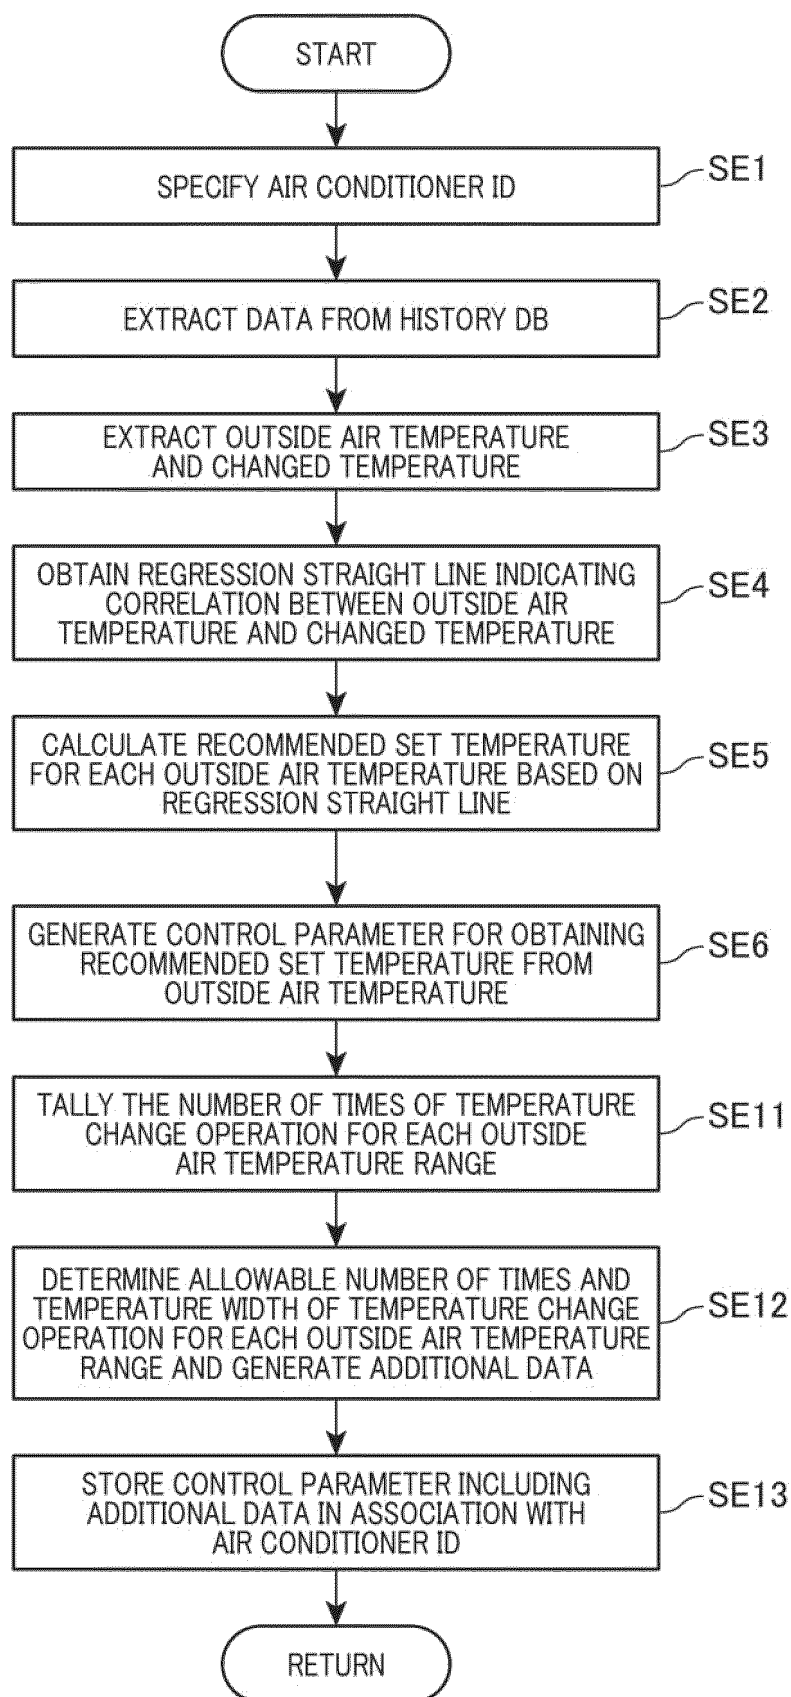 START
SPECIFY AIR CONDITIONER ID
SE1
EXTRACT DATA FROM HISTORY DB
SE2
EXTRACT OUTSIDE AIR TEMPERATURE
AND CHANGED TEMPERATURE
SE3
OBTAIN REGRESSION STRAIGHT LINE INDICATING
CORRELATION BETWEEN OUTSIDE AIR
TEMPERATURE AND CHANGED TEMPERATURE
SE4
CALCULATE RECOMMENDED SET TEMPERATURE
FOR EACH OUTSIDE AIR TEMPERATURE BASED ON
REGRESSION STRAIGHT LINE
SE5
GENERATE CONTROL PARAMETER FOR OBTAINING
RECOMMENDED SET TEMPERATURE FROM
OUTSIDE AIR TEMPERATURE
SE6
TALLY THE NUMBER OF TIMES OF TEMPERATURE
CHANGE OPERATION FOR EACH OUTSIDE
AIR TEMPERATURE RANGE
SE11
DETERMINE ALLOWABLE NUMBER OF TIMES AND
TEMPERATURE WIDTH OF TEMPERATURE CHANGE
OPERATION FOR EACH OUTSIDE AIR TEMPERATURE
RANGE AND GENERATE ADDITIONAL DATA
SE12
STORE CONTROL PARAMETER INCLUDING
ADDITIONAL DATA IN ASSOCIATION WITH
AIR CONDITIONER ID
SE13
RETURN